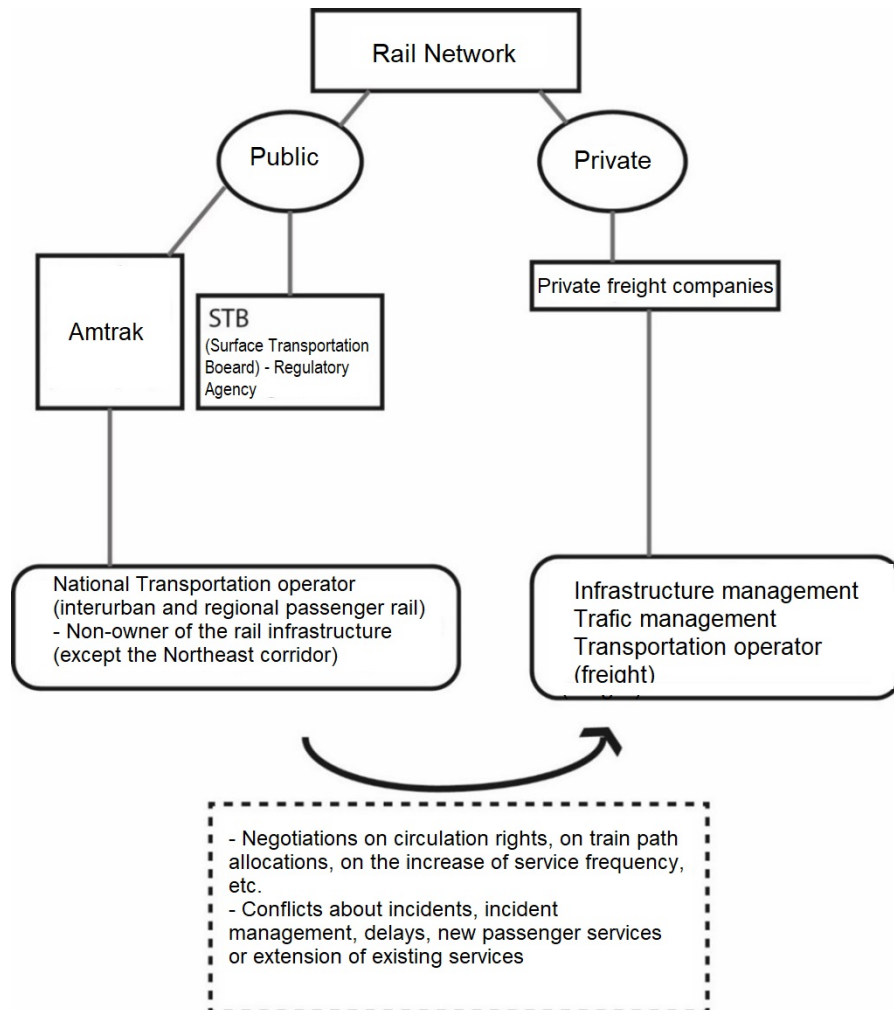 Rail Network
Public
Private
Amtrak
STB
(Surface Transportation
Boeard) - Regulatory
Agency
Private freight companies
National Transportation operator
(interurban and regional passenger rail)
- Non-owner of the rail infrastructure
(except the Northeast corridor)
Infrastructure management
Trafic management
Transportation operator
(freight)
- Negotiations on circulation rights, on train path
allocations, on the increase of service frequency,
etc.
- Conflicts about incidents, incident
management, delays, new passenger services
or extension of existing services